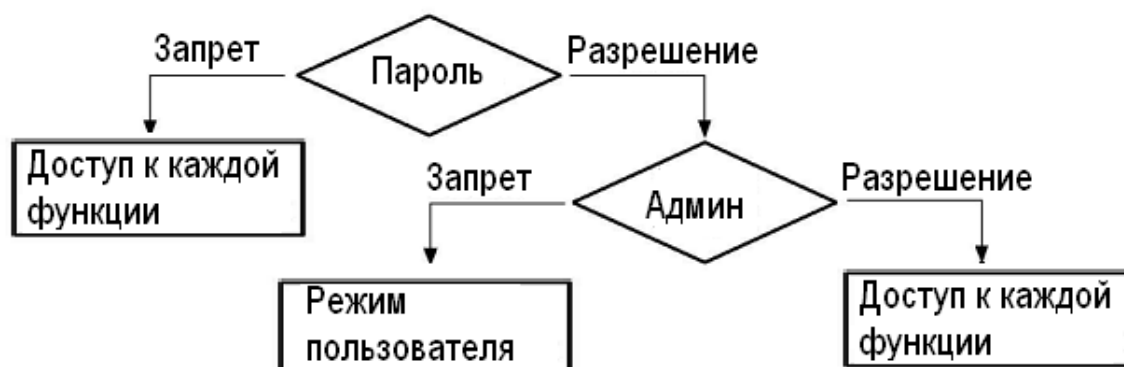 Запрет
Пароль
Разрешение
Доступ к каждой
функции
Запрет
Админ
Разрешение
Режим
пользователя
Доступ к каждой
функции